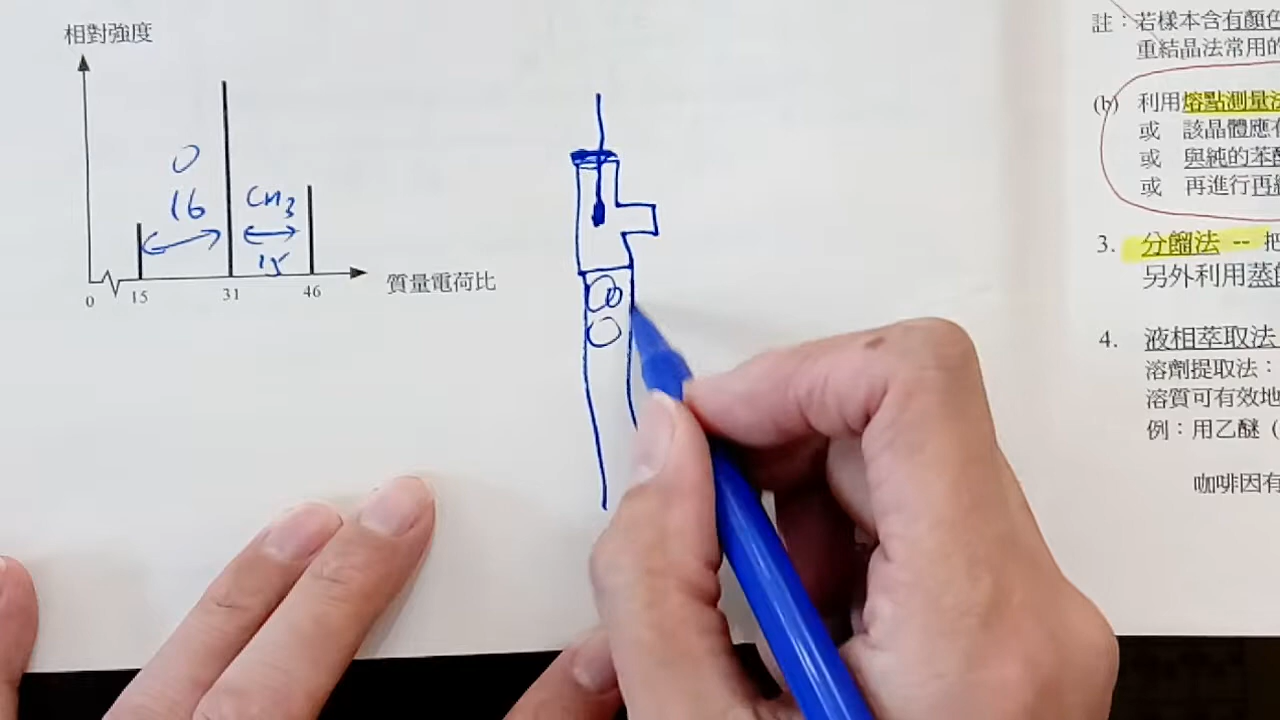 相對強度
O
16
CH3
15
0
15
31
46
質量電荷比
註：若樣本含有顏色
重結晶法常用的
(b) 利用熔點測量法
或 該晶體應有
或 與純的苯
或 再進行再
3. 分餾法 -- 把
另外利用蒸餾
4. 液相萃取法
溶劑提取法：
溶質可有效地
例：用乙醚（
咖啡因有